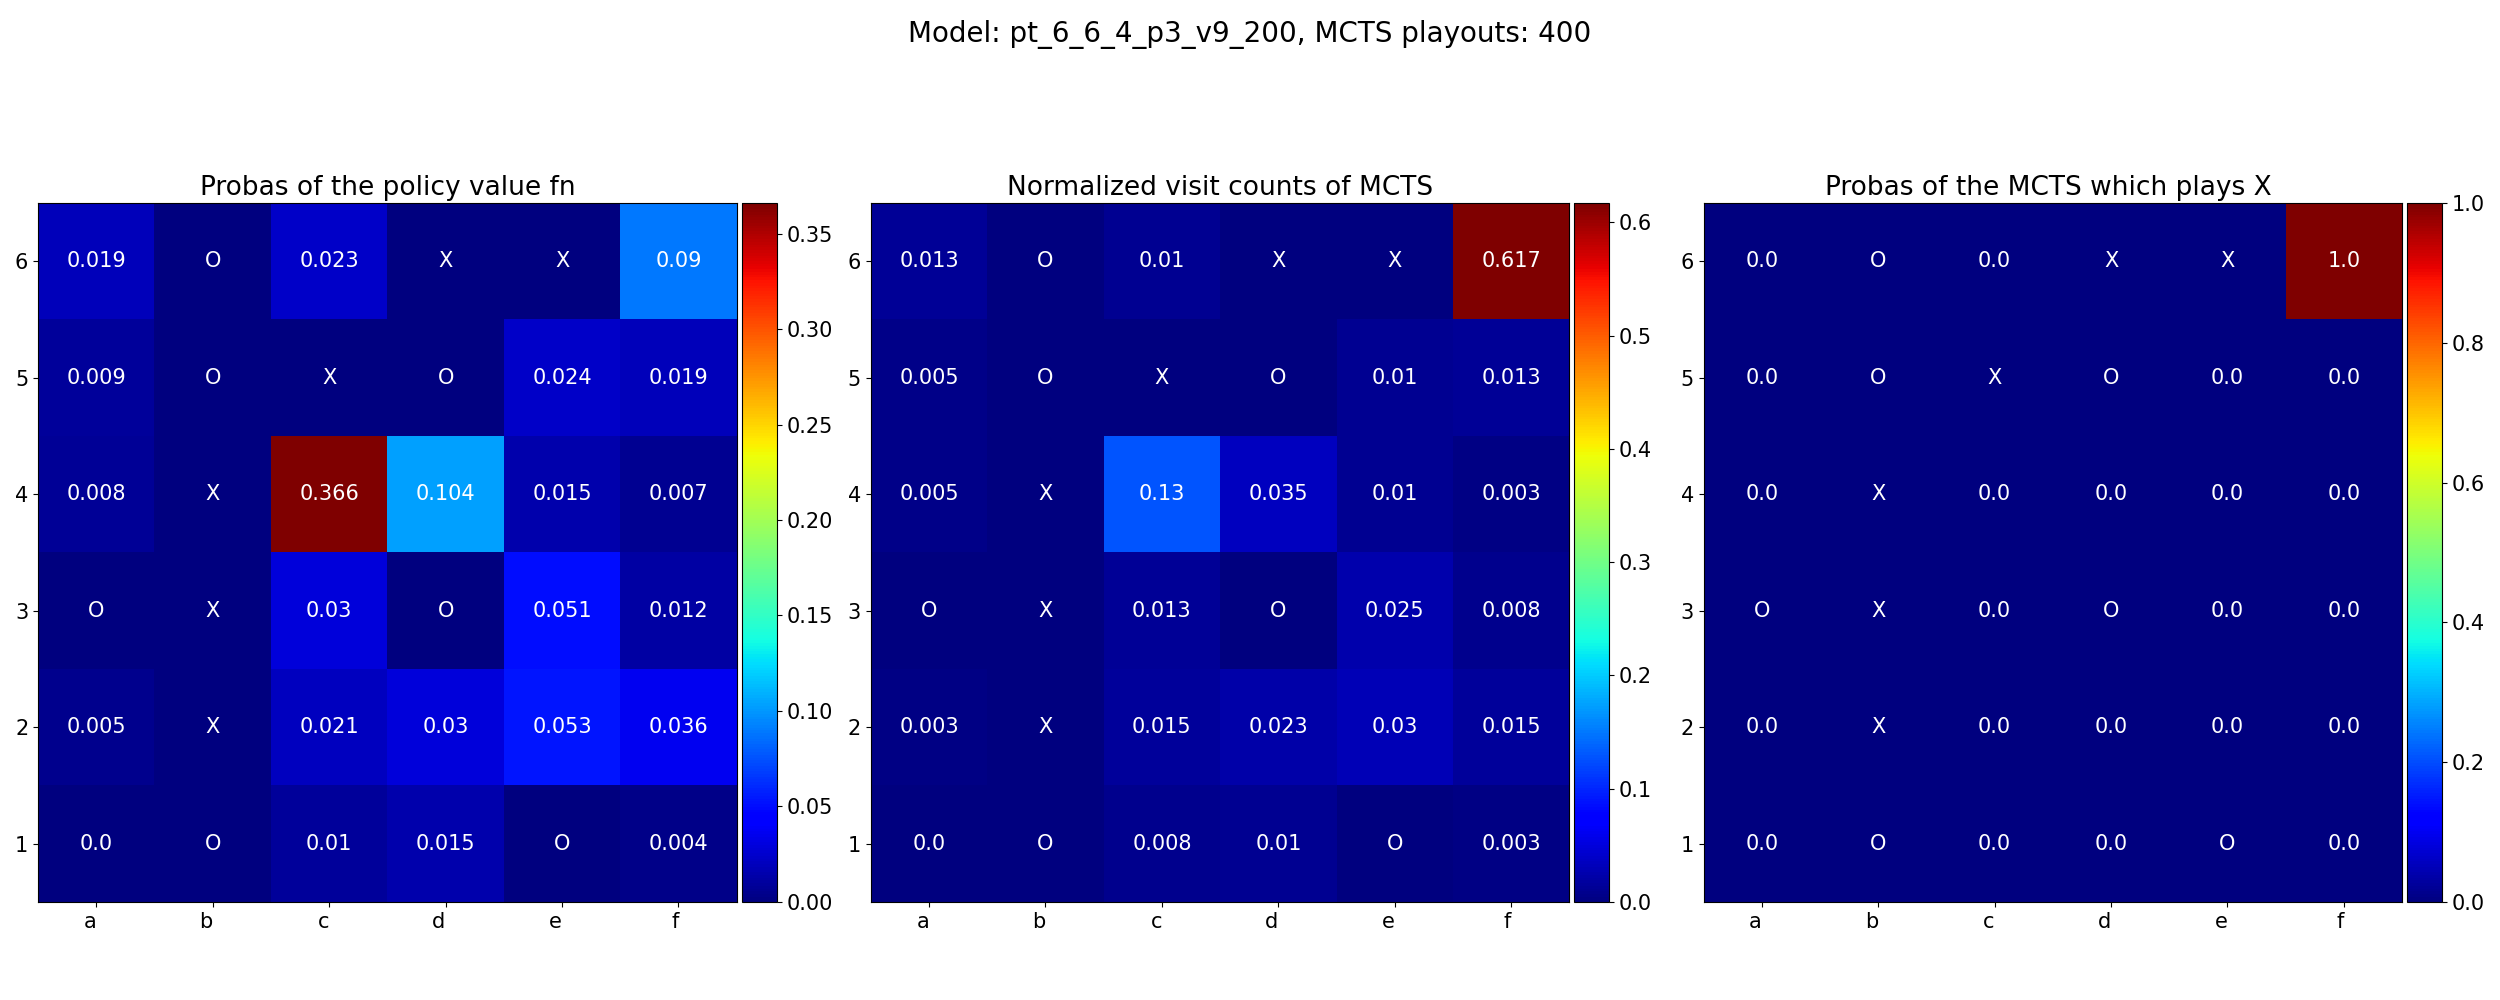 Model: pt_6_6_4_p3_v9_200, MCTS playouts: 400
Probas of the policy value fn
6 0.019 O 0.023 X X 0.09
5 0.009 O X O 0.024 0.019
4 0.008 X 0.366 0.104 0.015 0.007
3 O X 0.03 O 0.051 0.012
2 0.005 X 0.021 0.03 0.053 0.036
1 0.0 O 0.01 0.015 O 0.004
a b c d e f
0.35
0.30
0.25
0.20
0.15
0.10
0.05
0.00
Normalized visit counts of MCTS
6 0.013 O 0.01 X X 0.617
5 0.005 O X O 0.01 0.013
4 0.005 X 0.13 0.035 0.01 0.003
3 O X 0.013 O 0.025 0.008
2 0.003 X 0.015 0.023 0.03 0.015
1 0.0 O 0.008 0.01 O 0.003
a b c d e f
0.6
0.5
0.4
0.3
0.2
0.1
0.0
Probas of the MCTS which plays X
6 0.0 O 0.0 X X 1.0
5 0.0 O X O 0.0 0.0
4 0.0 X 0.0 0.0 0.0 0.0
3 O X 0.0 O 0.0 0.0
2 0.0 X 0.0 0.0 0.0 0.0
1 0.0 O 0.0 0.0 O 0.0
a b c d e f
1.0
0.8
0.6
0.4
0.2
0.0